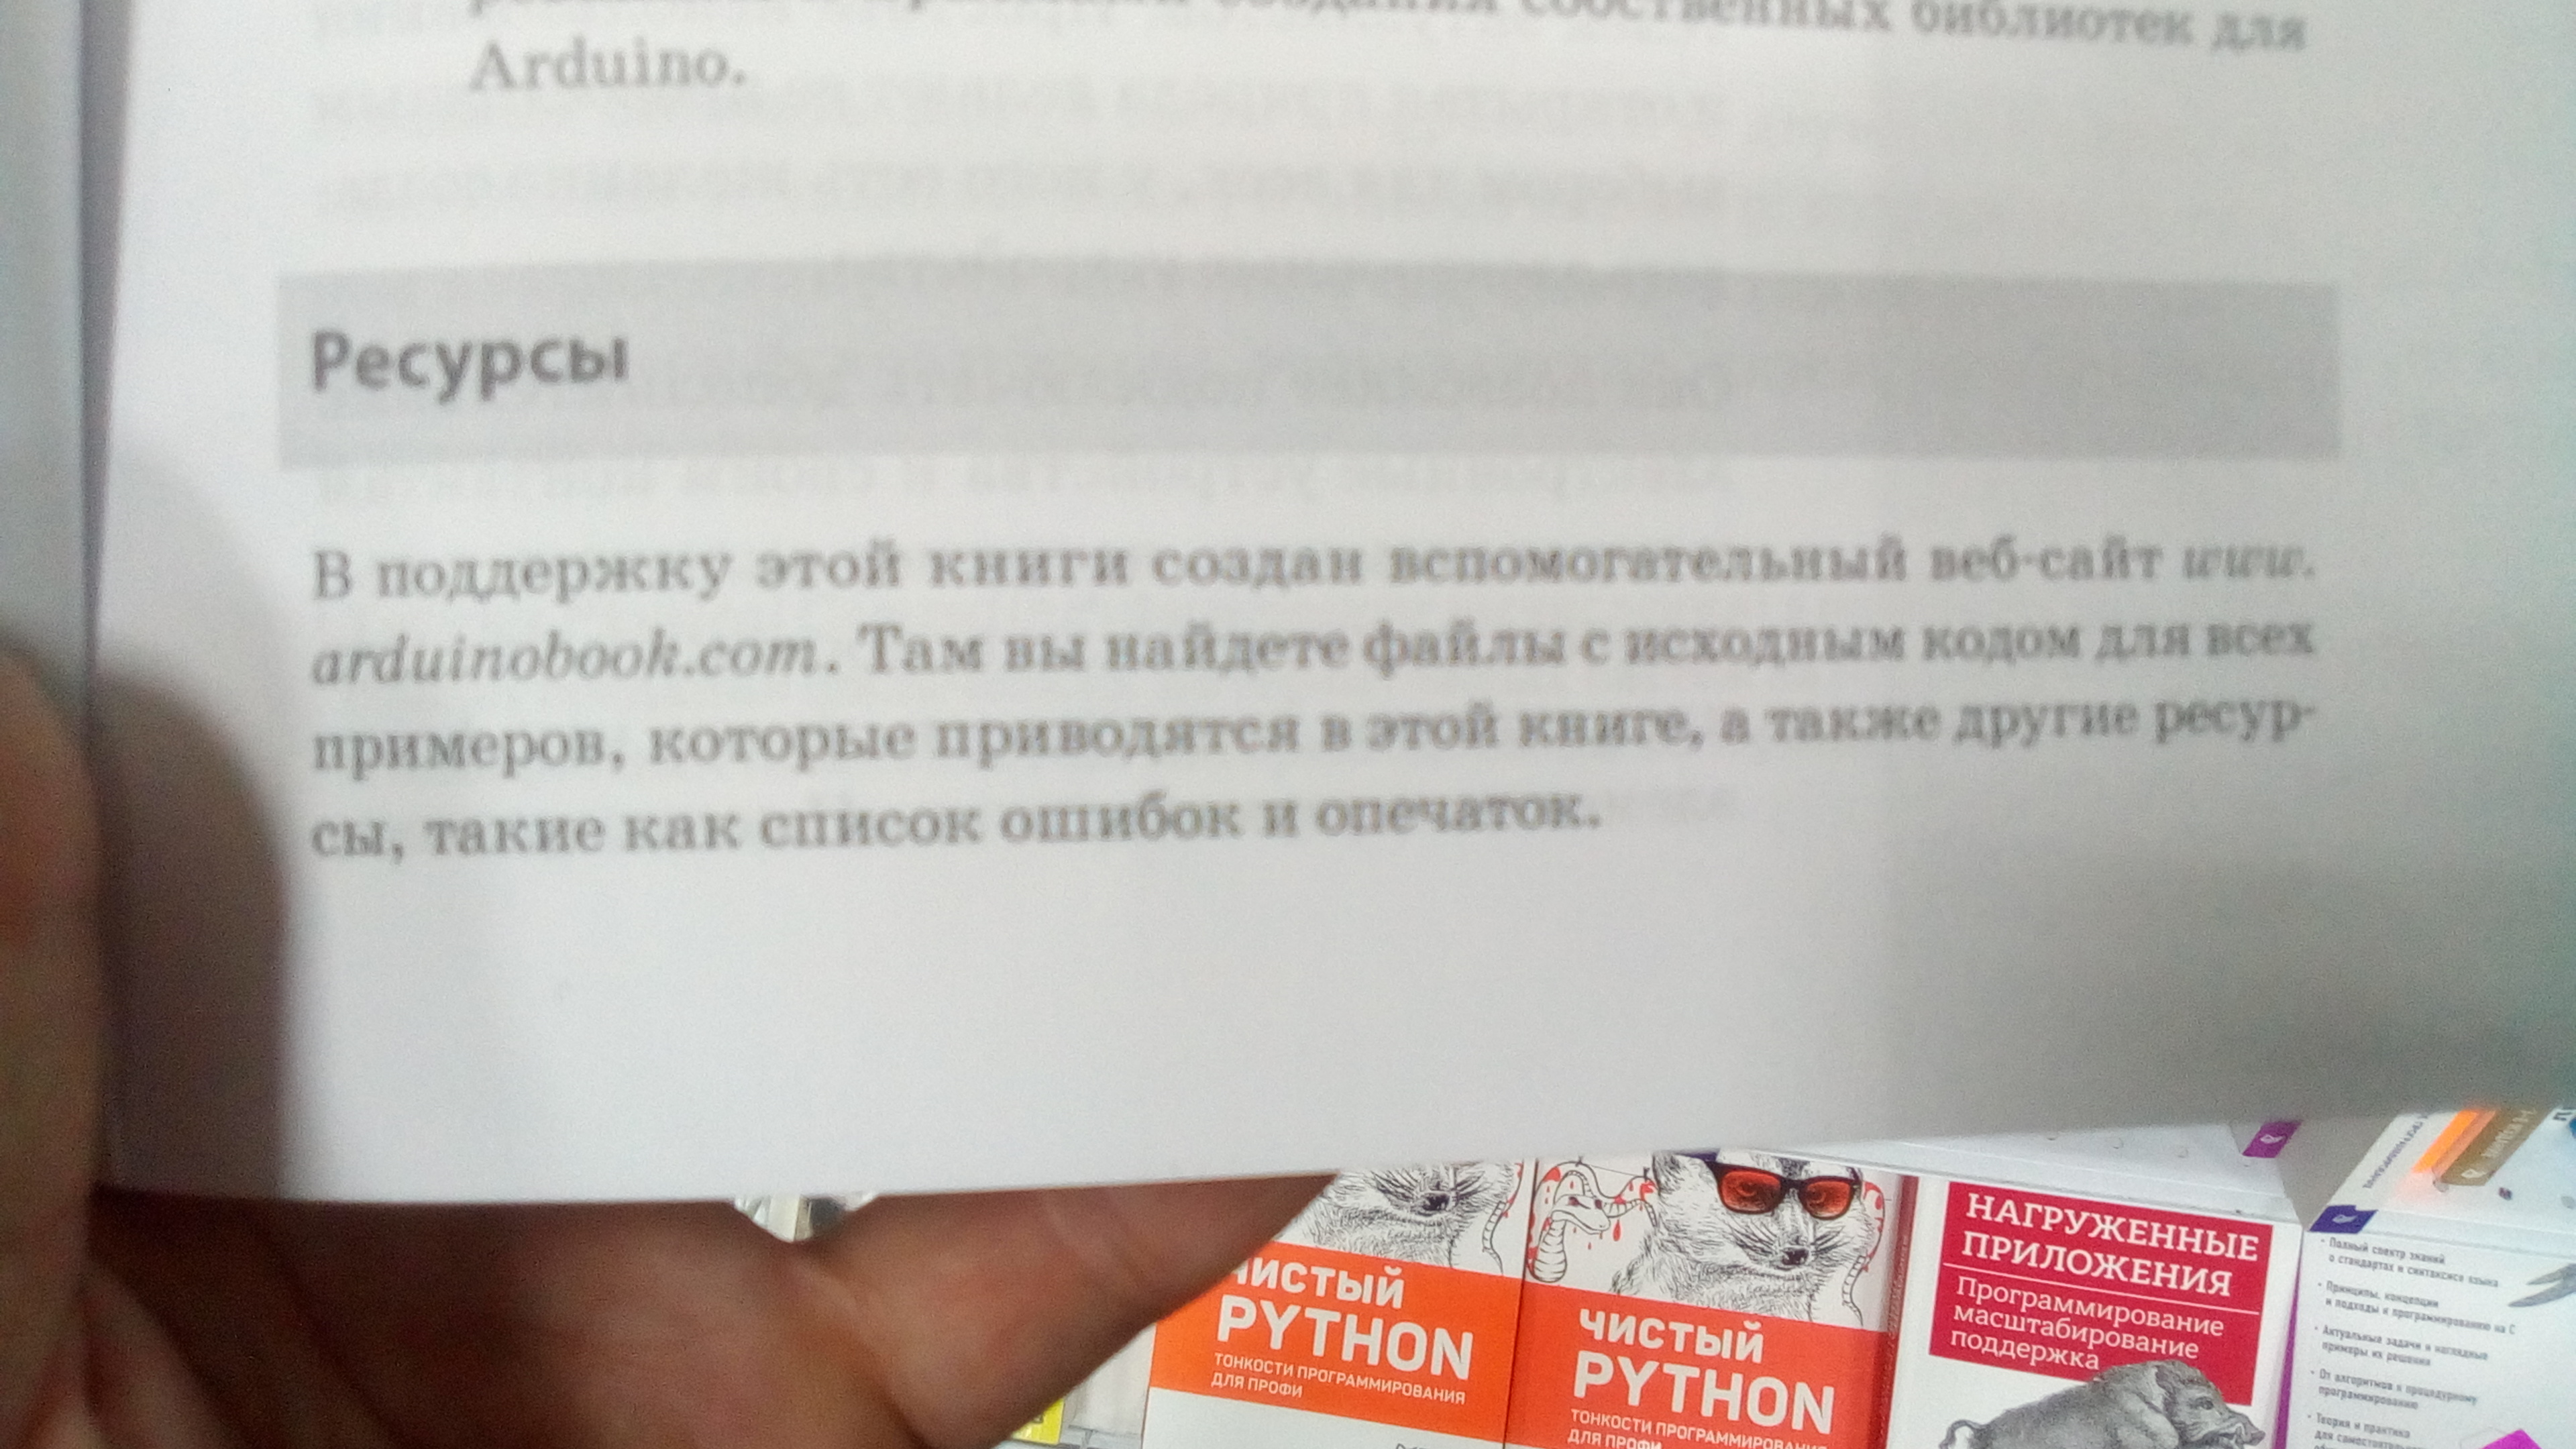 создания собственных библиотек для
Arduino.
Ресурсы
В поддержку этой книги создан вспомогательный веб-сайт www.
arduinobook.com. Там вы найдете файлы с исходным кодом для всех
примеров, которые приводятся в этой книге, а также другие ресур-
сы, такие как список ошибок и опечаток.
ЧИСТЫЙ
PYTHON
ТОНКОСТИ ПРОГРАММИРОВАНИЯ
ДЛЯ ПРОФИ
ЧИСТЫЙ
PYTHON
ТОНКОСТИ ПРОГРАММИРОВАНИЯ
ДЛЯ ПРОФИ
НАГРУЖЕННЫЕ
ПРИЛОЖЕНИЯ
Программирование
масштабирование
поддержка
• Полный спектр знаний
о стандартах и синтаксисе языка
• Принципы, концепции
и подходы к программированию на C
• Актуальные задачи и наглядные
примеры их решения
• От алгоритмов к процедурному
программированию
• Теория и практика
для самостоятельного